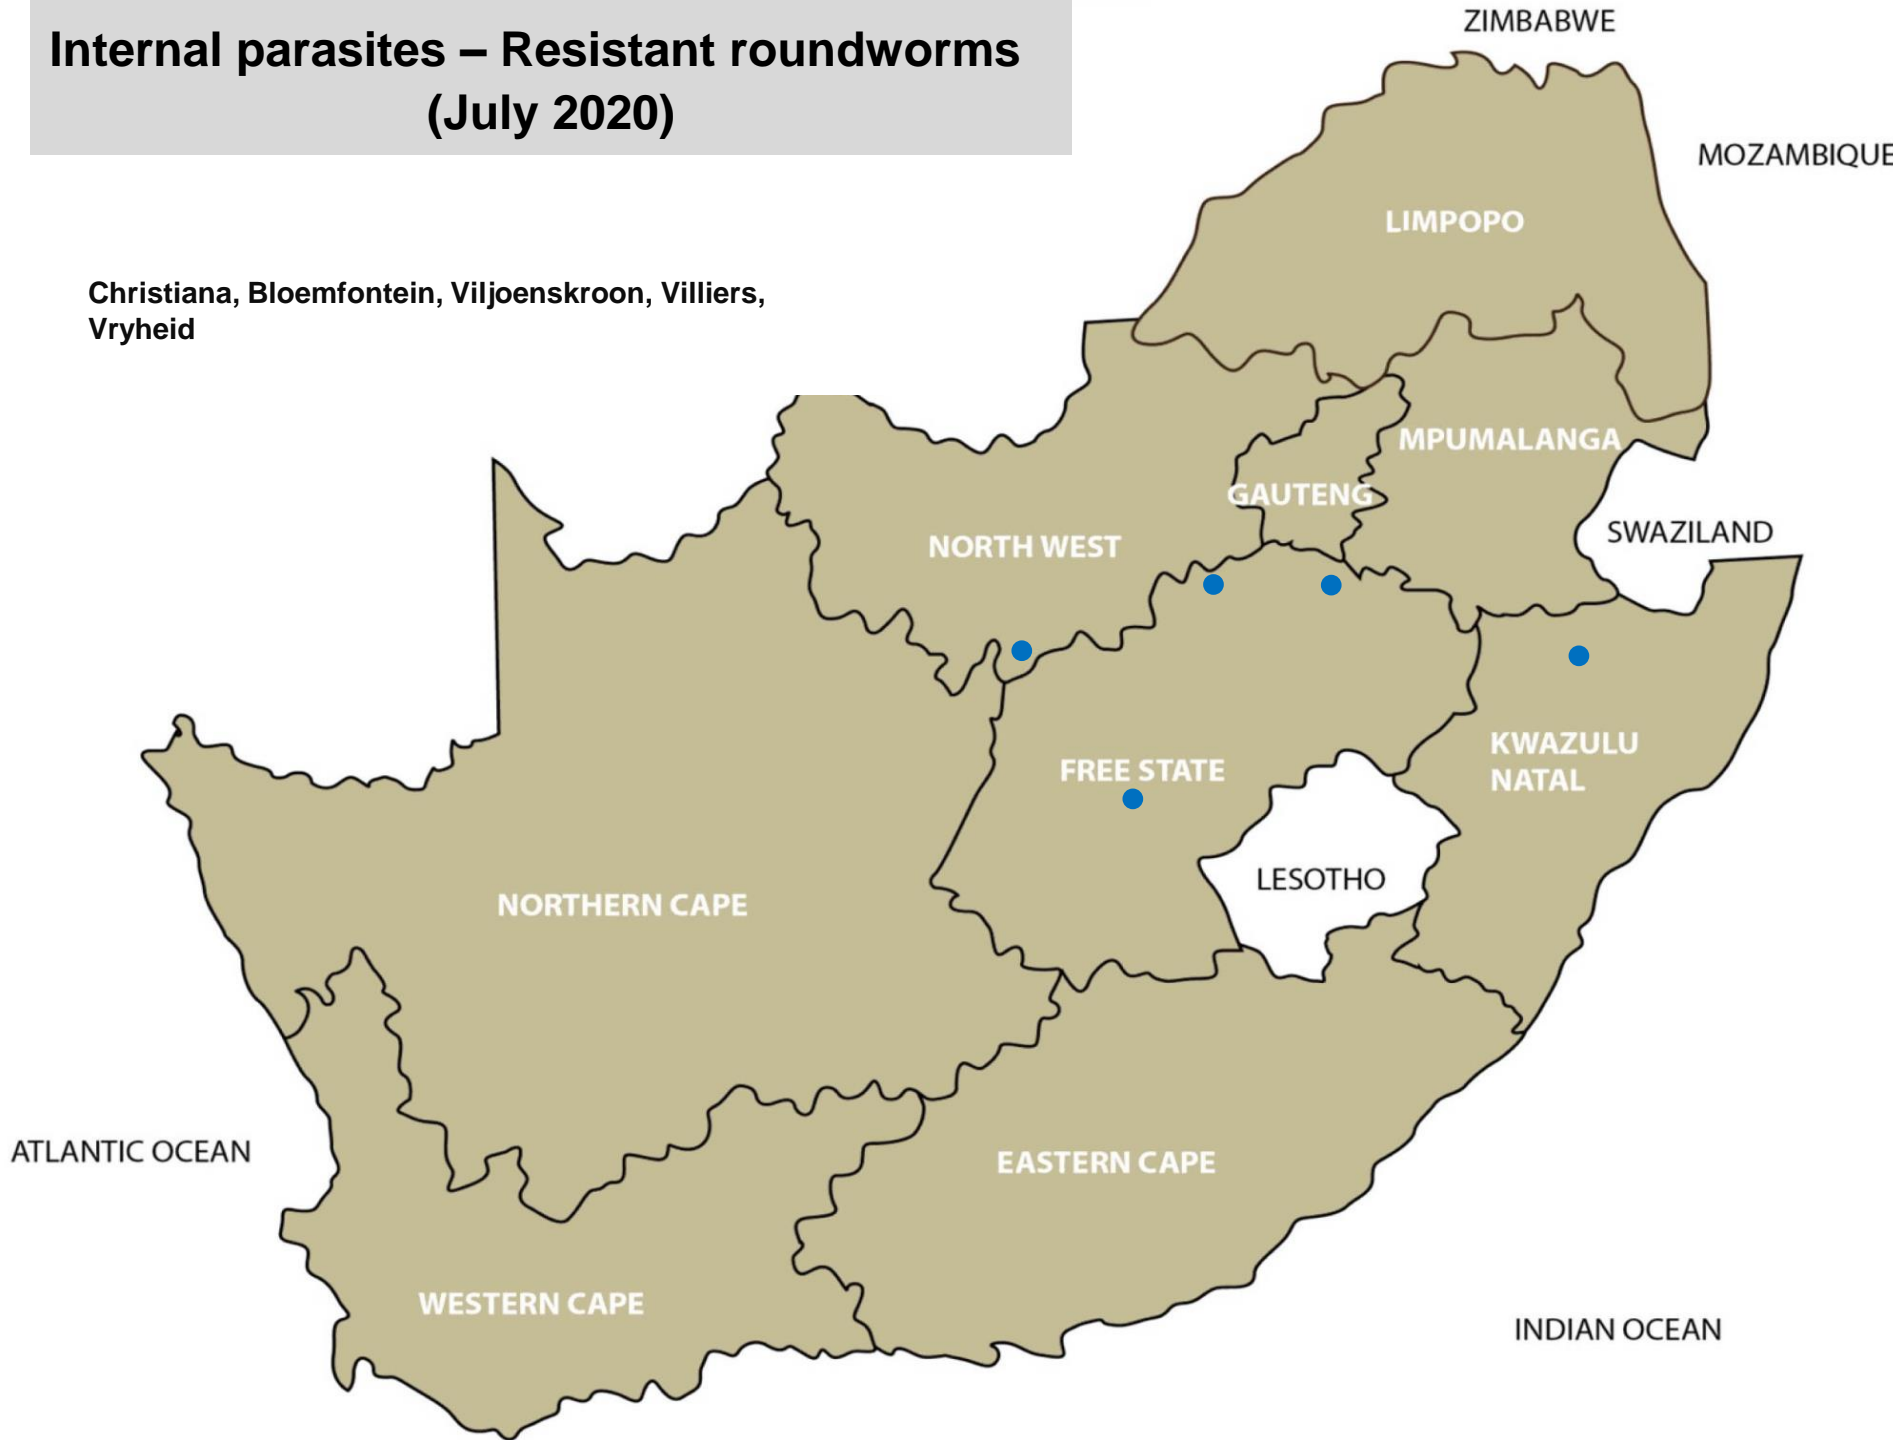 Internal parasites – Resistant roundworms
(July 2020)
ZIMBABWE
MOZAMBIQUE
LIMPOPO
Christiana, Bloemfontein, Viljoenskroon, Villiers,
Vryheid
MPUMALANGA
GAUTENG
NORTH WEST
SWAZILAND
KWAZULU
NATAL
FREE STATE
LESOTHO
NORTHERN CAPE
ATLANTIC OCEAN
EASTERN CAPE
WESTERN CAPE
INDIAN OCEAN